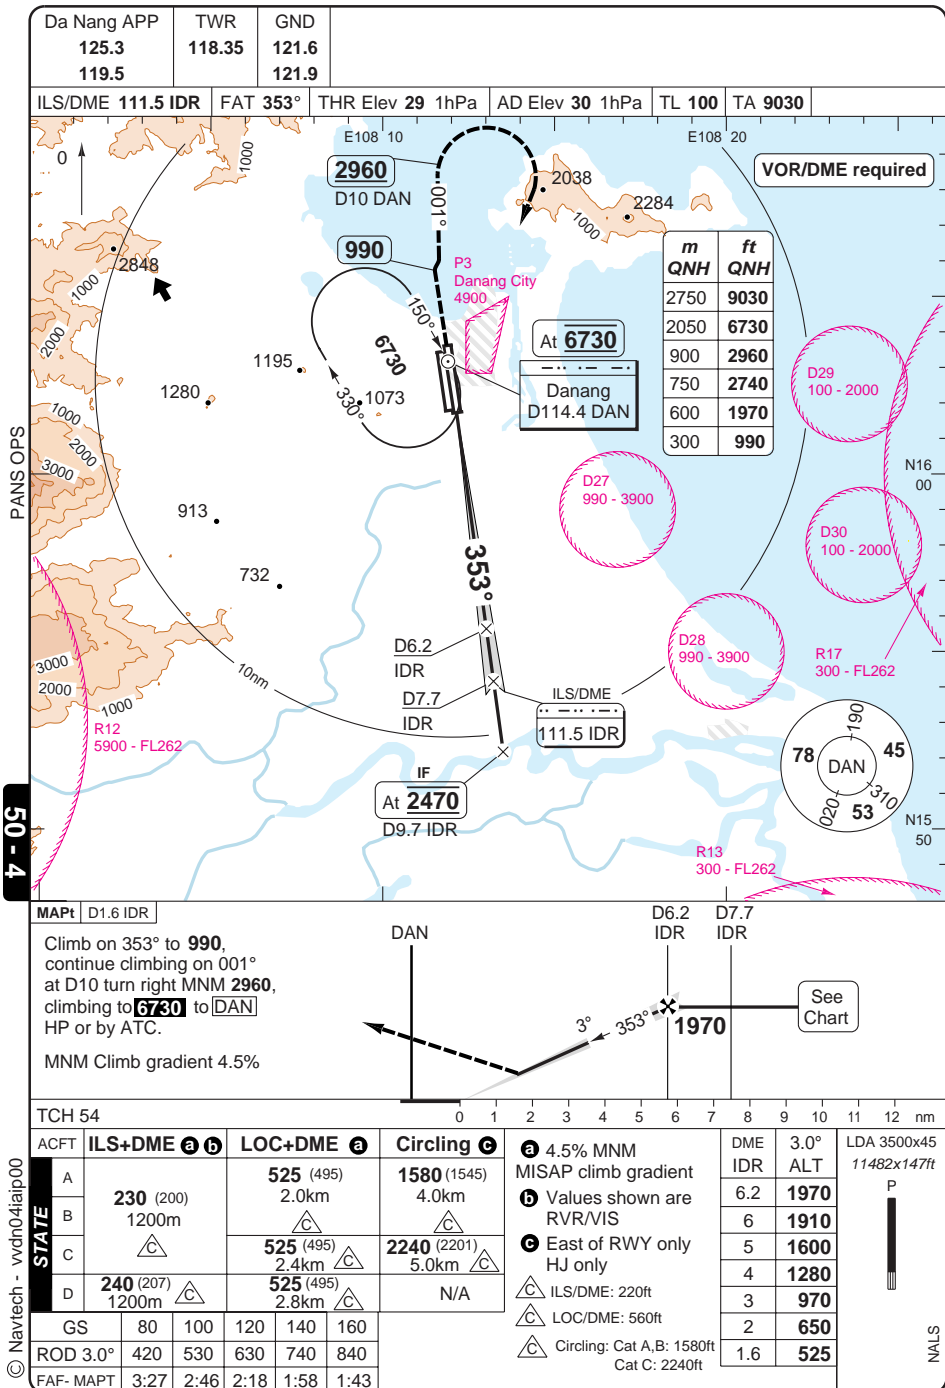 Da Nang APP
125.3
119.5
TWR
118.35
GND
121.6
121.9
ILS/DME 111.5 IDR
FAT 353°
THR Elev 29 1hPa
AD Elev 30 1hPa
TL 100
TA 9030
0
1000
E108 10
E108 20
VOR/DME required
2960
D10 DAN
001°
2038
2284
1000
990
P3
Danang City
4900
m QNH ft QNH
2750 9030
2050 6730
900 2960
750 2740
600 1970
300 990
2848
1000
2000
150°
6730
330°
At 6730
Danang
D114.4 DAN
1195
1280
1073
D29
100 - 2000
1000
2000
3000
D27
990 - 3900
N16
00
913
D30
100 - 2000
353°
732
D6.2
IDR
D7.7
IDR
D28
990 - 3900
R17
300 - FL262
3000
2000
1000
10nm
R12
5900 - FL262
ILS/DME
111.5 IDR
IF
At 2470
D9.7 IDR
190
78
DAN
45
310
020
53
N15
50
R13
300 - FL262
PANS OPS
50 - 4
MAPt D1.6 IDR
Climb on 353° to 990,
continue climbing on 001°
at D10 turn right MNM 2960,
climbing to 6730 to DAN
HP or by ATC.
MNM Climb gradient 4.5%
DAN
D6.2
IDR
D7.7
IDR
3°
353°
1970
See
Chart
TCH 54
0 1 2 3 4 5 6 7 8 9 10 11 12 nm
ACFT ILS+DME a b LOC+DME a Circling c
STATE
A
B
C
D
230 (200)
1200m
C
240 (207)
1200m C
525 (495)
2.0km
C
525 (495)
2.4km C
525 (495)
2.8km C
1580 (1545)
4.0km
C
2240 (2201)
5.0km C
N/A
GS 80 100 120 140 160
ROD 3.0° 420 530 630 740 840
FAF- MAPT 3:27 2:46 2:18 1:58 1:43
a 4.5% MNM
MISAP climb gradient
b Values shown are
RVR/VIS
c East of RWY only
HJ only
C ILS/DME: 220ft
C LOC/DME: 560ft
C Circling: Cat A,B: 1580ft
Cat C: 2240ft
DME IDR 3.0° ALT
6.2 1970
6 1910
5 1600
4 1280
3 970
2 650
1.6 525
LDA 3500x45
11482x147ft
P
NALS
© Navtech - vvdn04iaip00